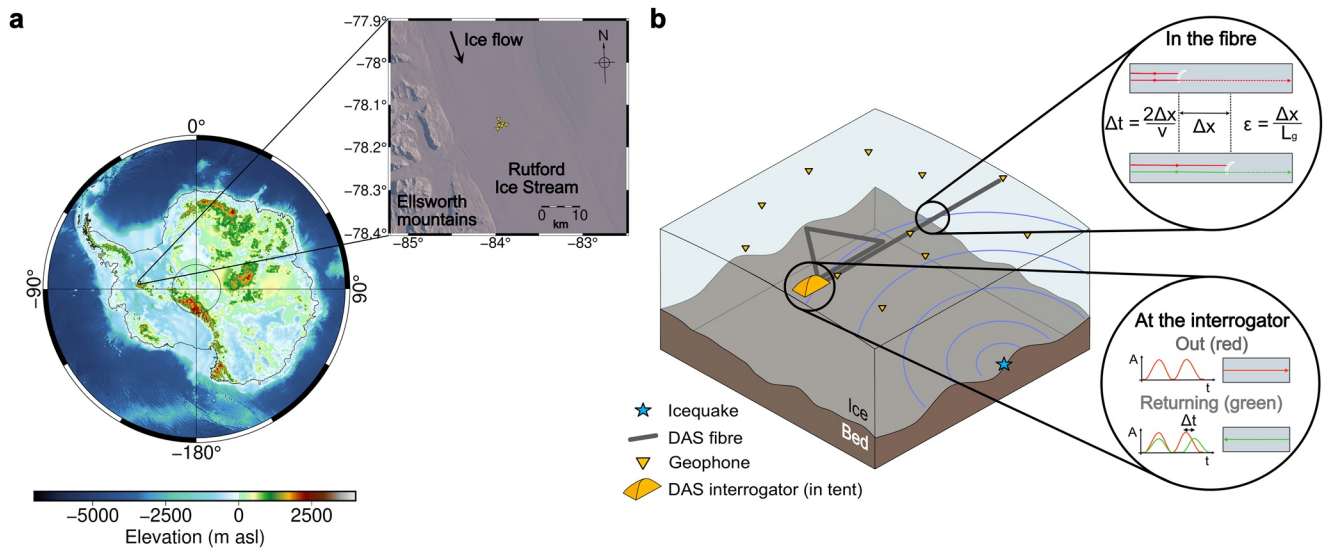 a
0°
−90°
90°
−180°
−5000 −2500 0 2500
Elevation (m asl)
−77.9°
−78°
−78.1°
−78.2°
−78.3°
−78.4°
−85° −84° −83°
Ice flow
N
Rutford
Ice Stream
Ellsworth
mountains
0 10
km
b
Ice
Bed
Icequake
DAS fibre
Geophone
DAS interrogator (in tent)
In the fibre
Δt = 2Δx/v Δx ε = Δx/Lg
At the interrogator
Out (red)
A
t
Returning (green)
A
Δt
t